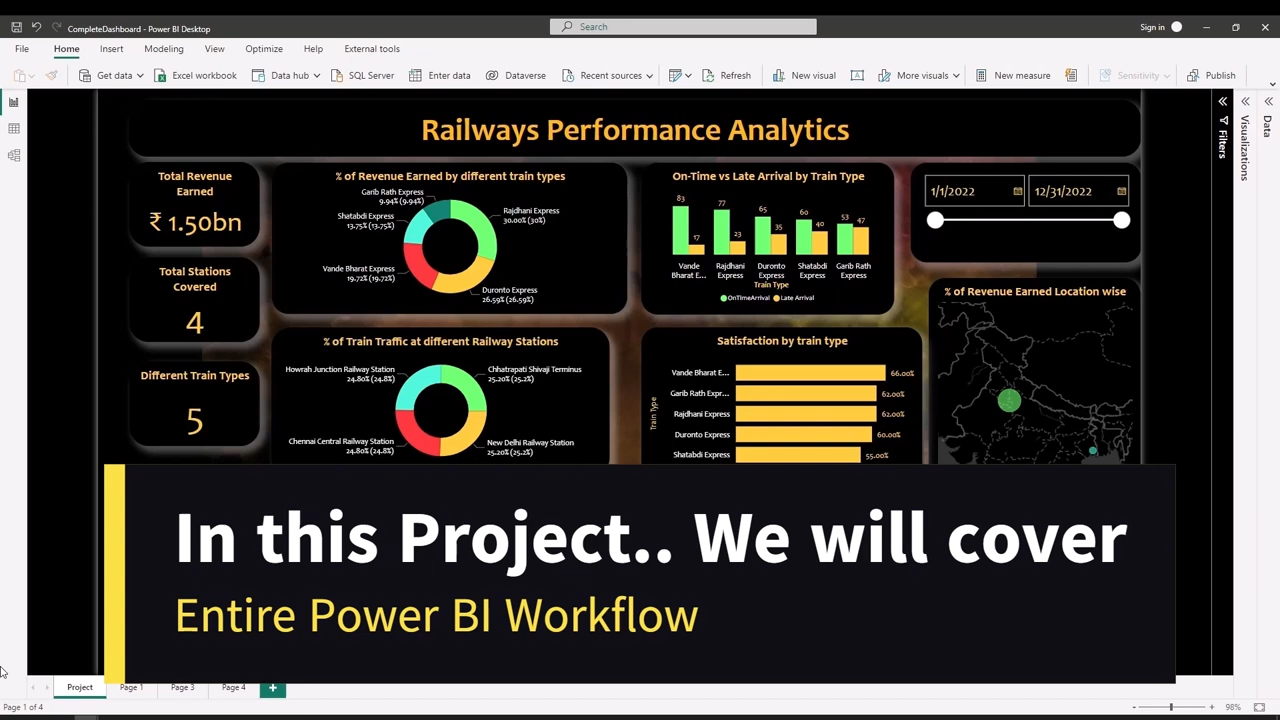 CompleteDashboard - Power BI Desktop
Search
Sign in
File
Home
Insert
Modeling
View
Optimize
Help
External tools
Get data
Excel workbook
Data hub
SQL Server
Enter data
Dataverse
Recent sources
Refresh
New visual
More visuals
New measure
Sensitivity
Publish
Railways Performance Analytics
Total Revenue
Earned
₹ 1.50bn
Total Stations
Covered
4
Different Train Types
5
% of Revenue Earned by different train types
Garib Rath Express
9.94% (9.94%)
Shatabdi Express
13.75% (13.75%)
Vande Bharat Express
19.72% (19.72%)
Rajdhani Express
30.00% (30%)
Duronto Express
26.59% (26.59%)
On-Time vs Late Arrival by Train Type
83
17
77
23
65
35
60
40
53
47
Vande
Bharat E...
Rajdhani
Express
Duronto
Express
Shatabdi
Express
Garib Rath
Express
Train Type
OnTimeArrival
Late Arrival
1/1/2022
12/31/2022
% of Train Traffic at different Railway Stations
Howrah Junction Railway Station
24.80% (24.8%)
Chhatrapati Shivaji Terminus
25.20% (25.2%)
Chennai Central Railway Station
24.80% (24.8%)
New Delhi Railway Station
25.20% (25.2%)
Satisfaction by train type
Train Type
Vande Bharat E...
66.00%
Garib Rath Expr...
62.00%
Rajdhani Express
62.00%
Duronto Express
60.00%
Shatabdi Express
55.00%
% of Revenue Earned Location wise
Filters
Visualizations
Data
In this Project.. We will cover
Entire Power BI Workflow
Project
Page 1
Page 3
Page 4
Page 1 of 4
98%